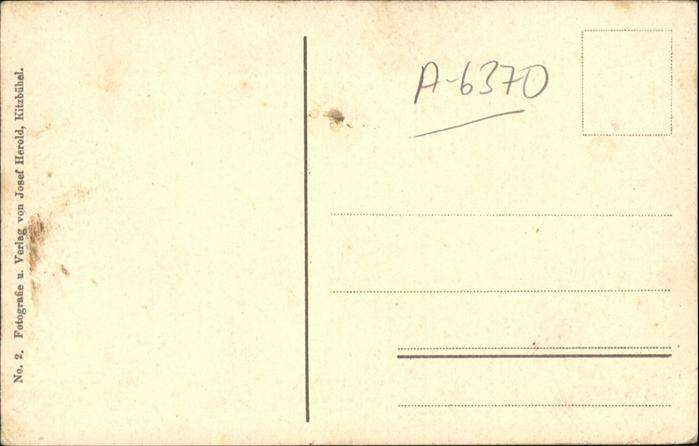 No. 2. Fotografie u. Verlag von Josef Herold, Kitzbühel.
A-6370